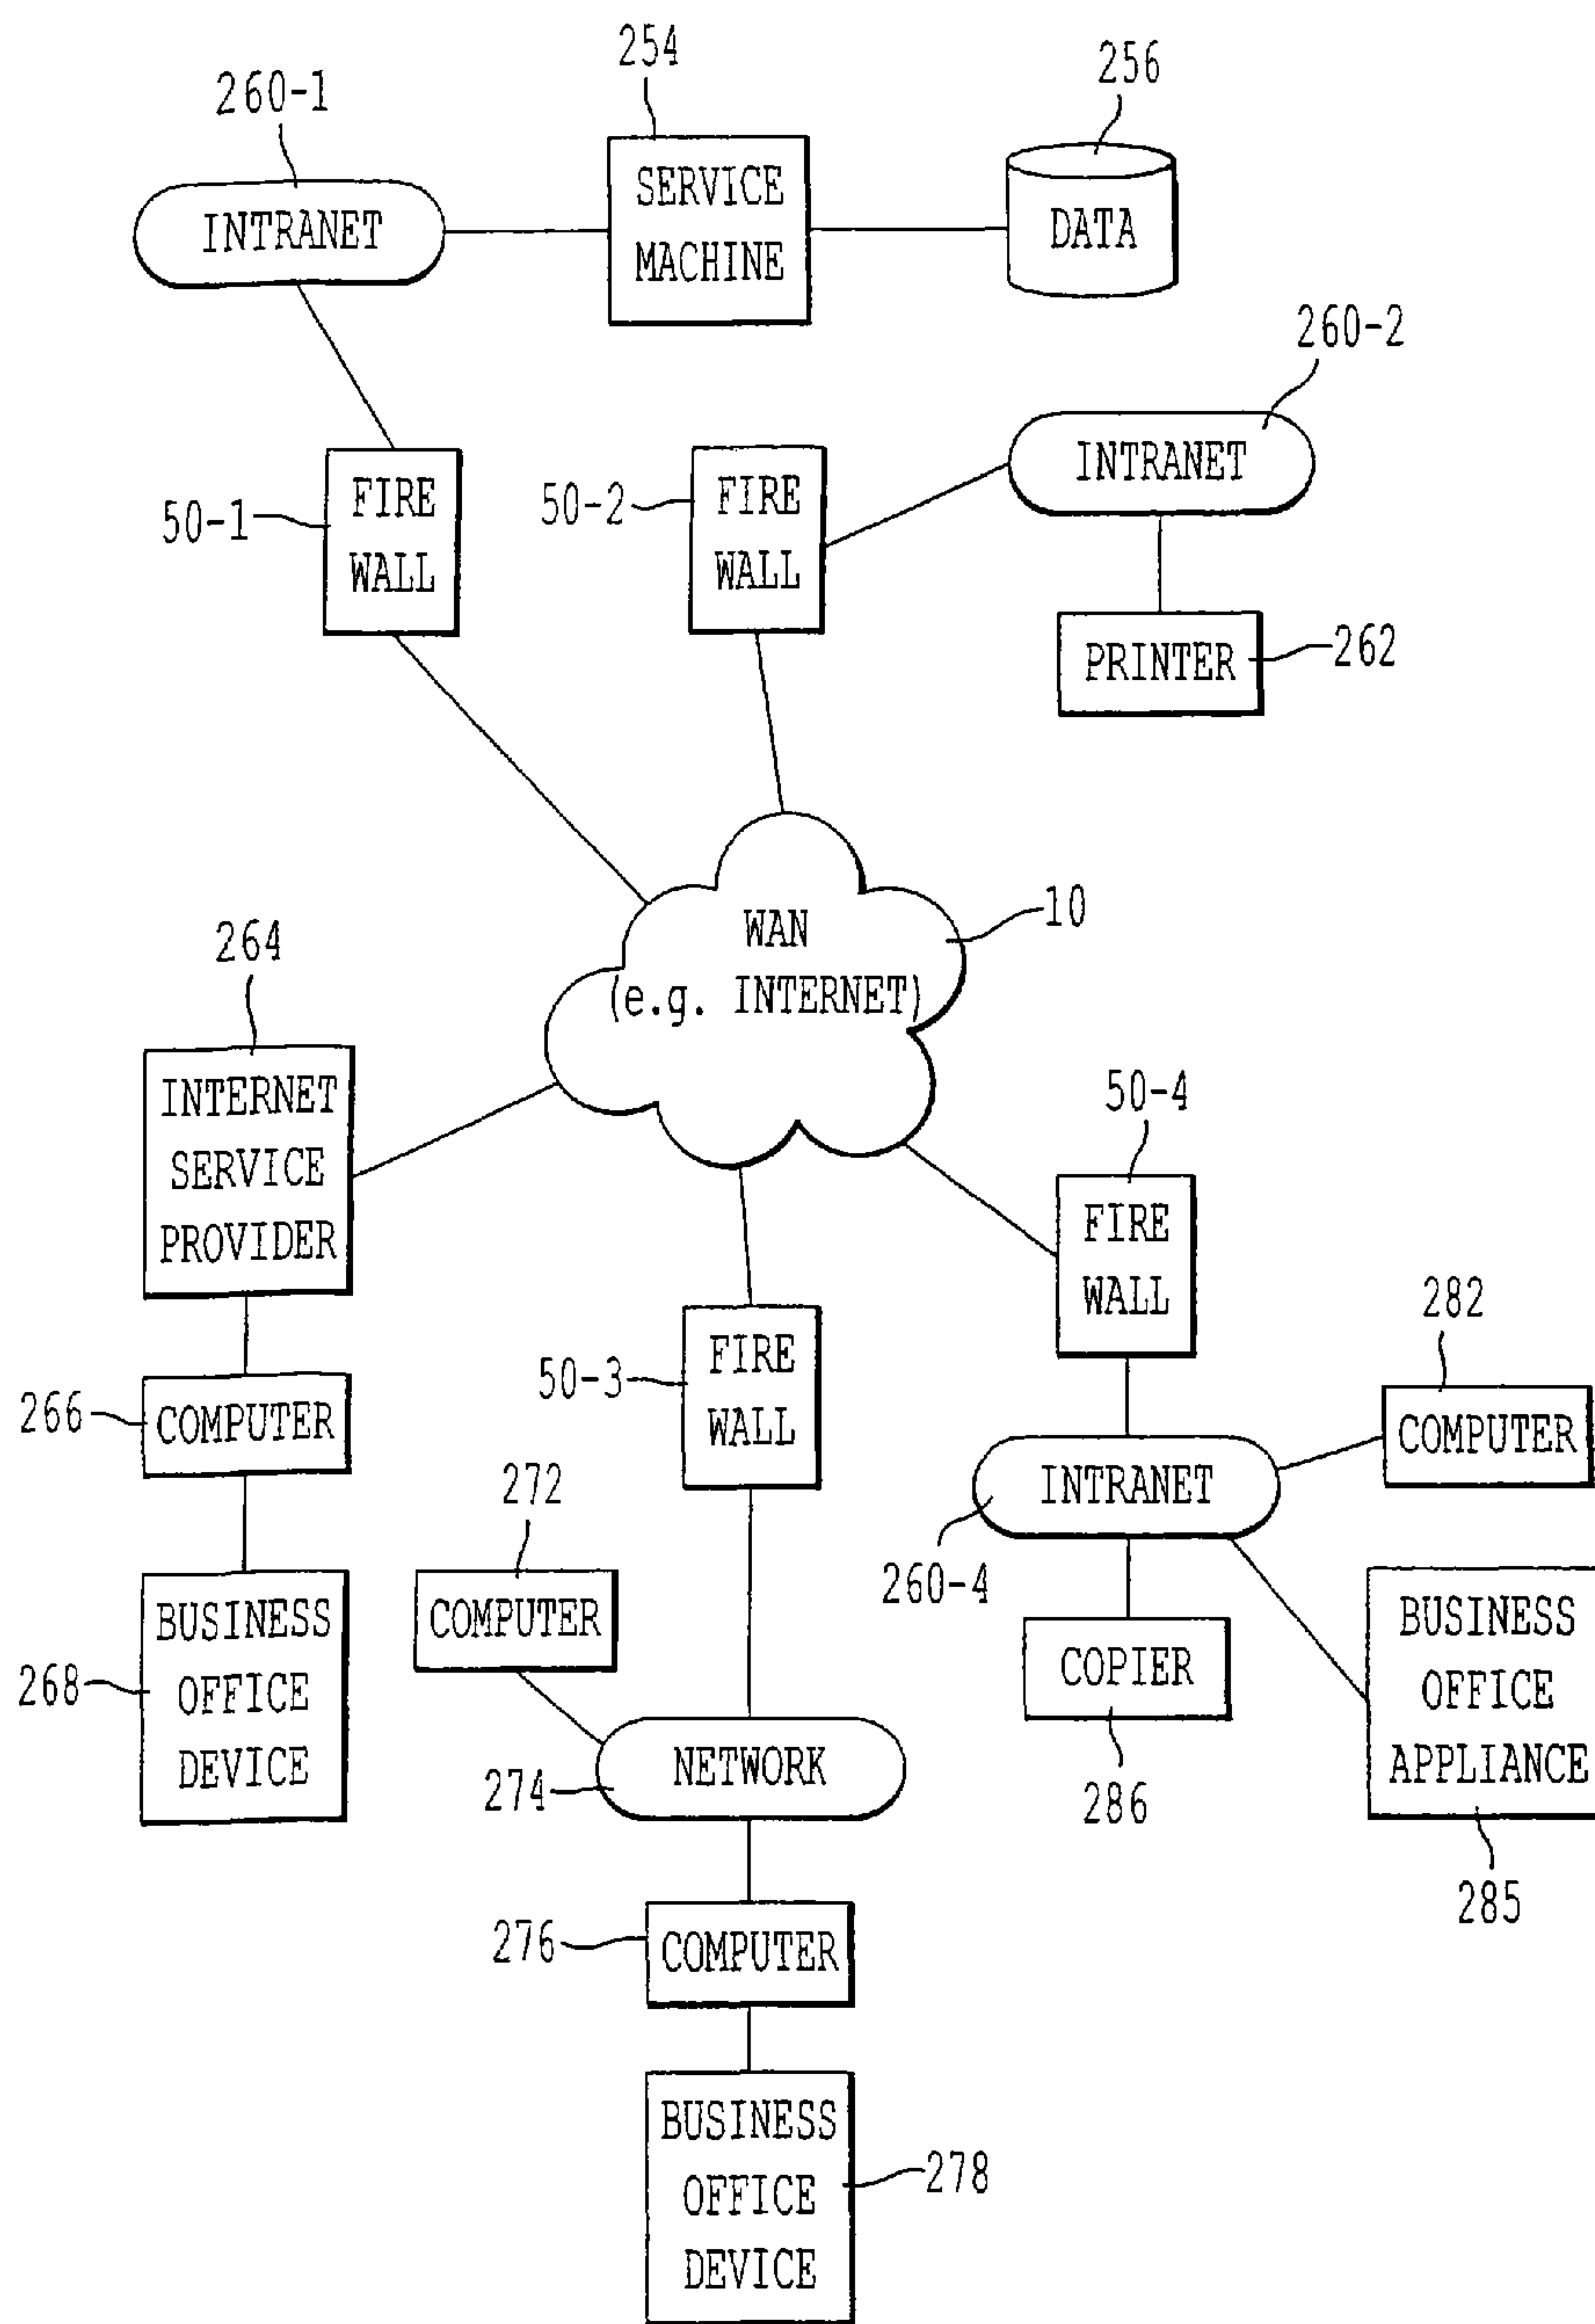 254
256
260-1
SERVICE
MACHINE
INTRANET
DATA
260-2
INTRANET
50-1
FIRE
WALL
50-2
FIRE
WALL
PRINTER
262
WAN
(e.g. INTERNET)
10
264
INTERNET
SERVICE
PROVIDER
50-4
FIRE
WALL
282
50-3
FIRE
WALL
266
COMPUTER
COMPUTER
INTRANET
272
260-4
COMPUTER
268
BUSINESS
OFFICE
DEVICE
COPIER
286
BUSINESS
OFFICE
APPLIANCE
285
274
NETWORK
276
COMPUTER
BUSINESS
OFFICE
DEVICE
278